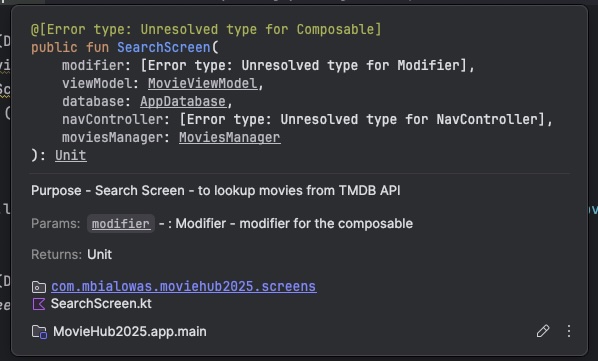 @[Error type: Unresolved type for Composable]
public fun SearchScreen(
    modifier: [Error type: Unresolved type for Modifier],
    viewModel: MovieViewModel,
    database: AppDatabase,
    navController: [Error type: Unresolved type for NavController],
    moviesManager: MoviesManager
): Unit
Purpose - Search Screen - to lookup movies from TMDB API
Params: modifier - : Modifier - modifier for the composable
Returns: Unit
com.mbialowas.moviehub2025.screens
SearchScreen.kt
MovieHub2025.app.main